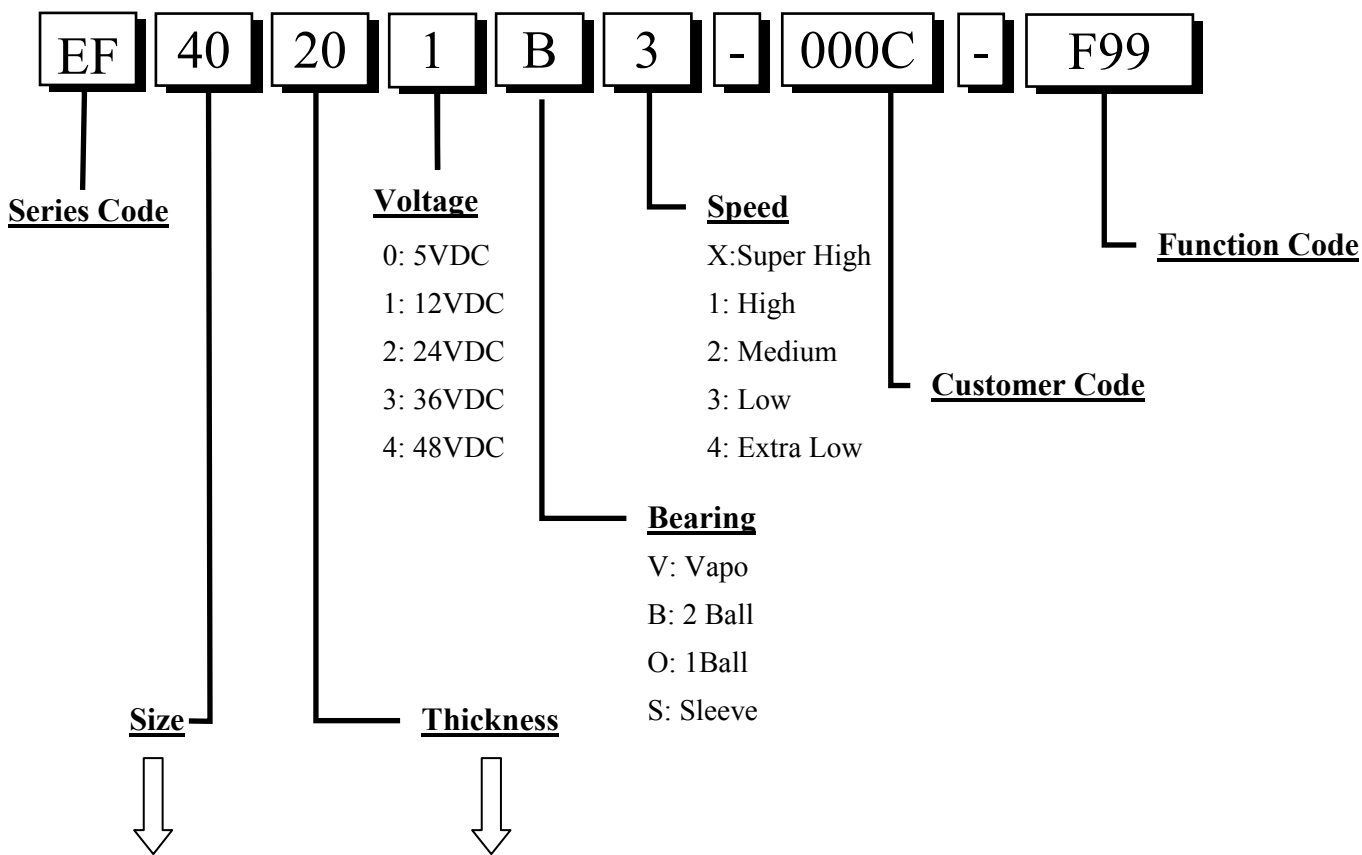 EF 40 20 1 B 3 - 000C - F99
Series Code
Voltage
0: 5VDC
1: 12VDC
2: 24VDC
3: 36VDC
4: 48VDC
Speed
X:Super High
1: High
2: Medium
3: Low
4: Extra Low
Function Code
Customer Code
Bearing
V: Vapo
B: 2 Ball
O: 1Ball
S: Sleeve
Size
Thickness